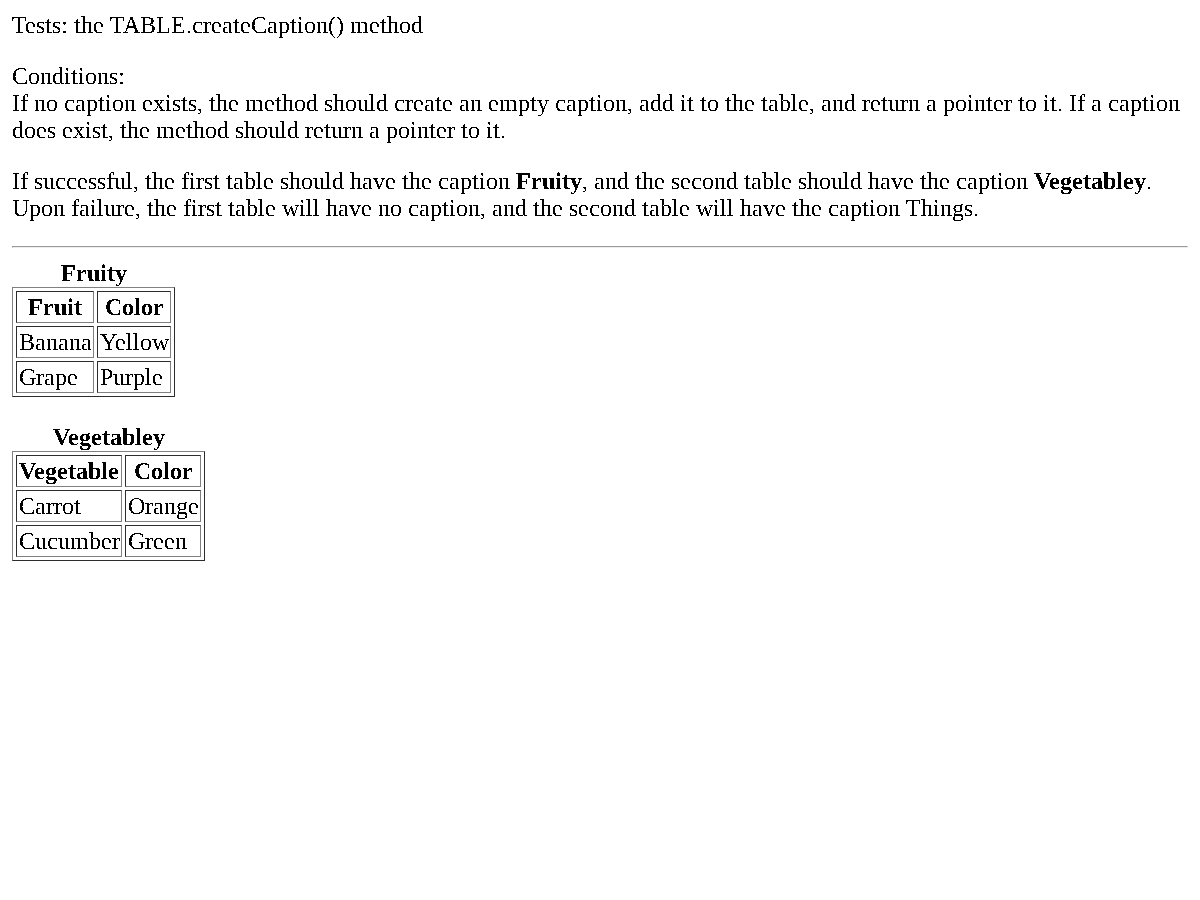 Tests: the TABLE.createCaption() method
Conditions:
If no caption exists, the method should create an empty caption, add it to the table, and return a pointer to it. If a caption
does exist, the method should return a pointer to it.
If successful, the first table should have the caption Fruity, and the second table should have the caption Vegetabley.
Upon failure, the first table will have no caption, and the second table will have the caption Things.
Fruity
Fruit Color
Banana Yellow
Grape Purple
Vegetabley
Vegetable Color
Carrot Orange
Cucumber Green